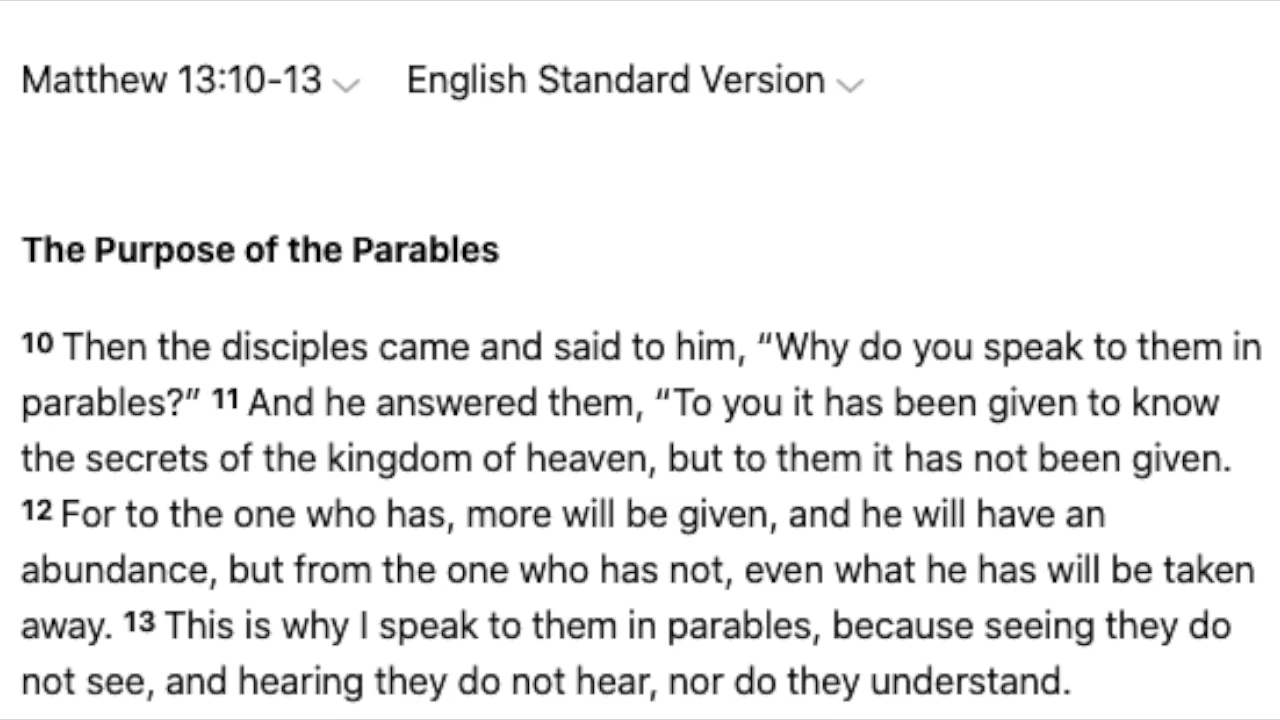 Matthew 13:10-13 English Standard Version
The Purpose of the Parables
10 Then the disciples came and said to him, “Why do you speak to them in
parables?” 11 And he answered them, “To you it has been given to know
the secrets of the kingdom of heaven, but to them it has not been given.
12 For to the one who has, more will be given, and he will have an
abundance, but from the one who has not, even what he has will be taken
away. 13 This is why I speak to them in parables, because seeing they do
not see, and hearing they do not hear, nor do they understand.